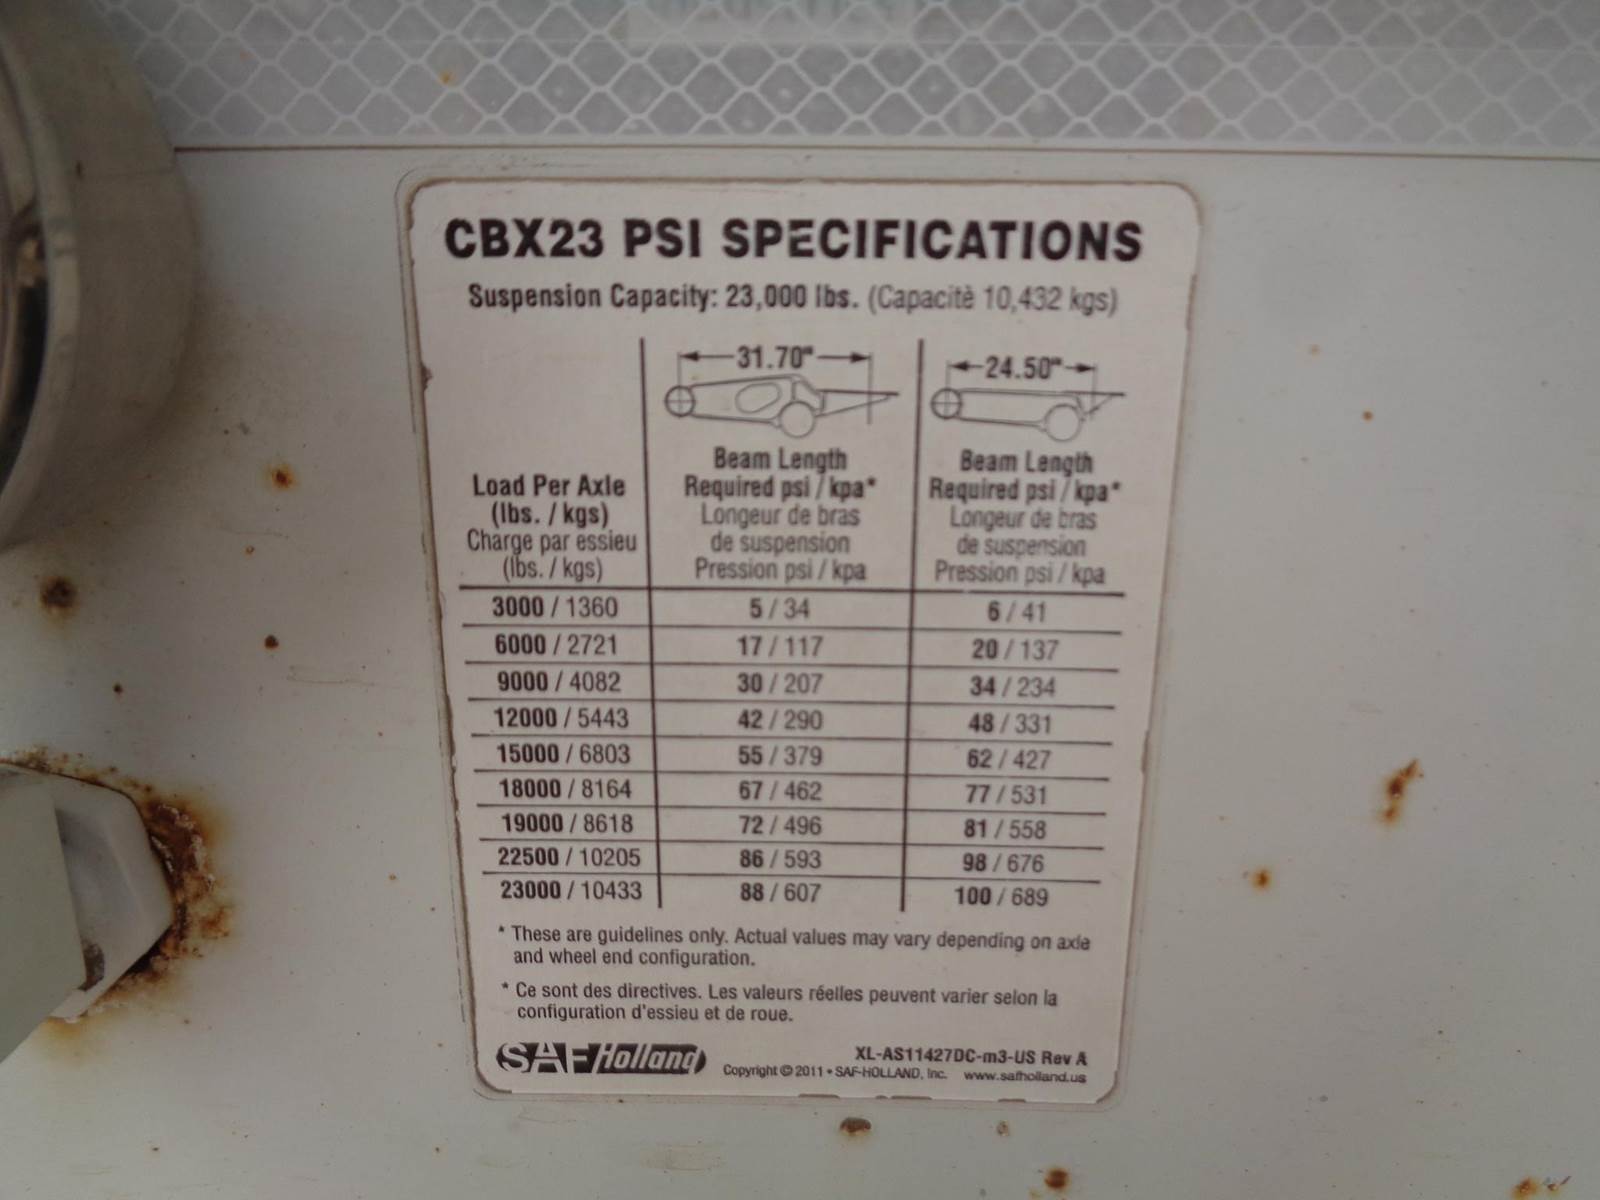 CBX23 PSI SPECIFICATIONS
Suspension Capacity: 23,000 lbs. (Capacitè 10,432 kgs)
31.70"
24.50"
Load Per Axle
(lbs. / kgs)
Charge par essieu
(lbs. / kgs)
Beam Length
Required psi / kpa*
Longeur de bras
de suspension
Pression psi / kpa
Beam Length
Required psi / kpa*
Longeur de bras
de suspension
Pression psi / kpa
3000 / 1360 5 / 34 6 / 41
6000 / 2721 17 / 117 20 / 137
9000 / 4082 30 / 207 34 / 234
12000 / 5443 42 / 290 48 / 331
15000 / 6803 55 / 379 62 / 427
18000 / 8164 67 / 462 77 / 531
19000 / 8618 72 / 496 81 / 558
22500 / 10205 86 / 593 98 / 676
23000 / 10433 88 / 607 100 / 689
* These are guidelines only. Actual values may vary depending on axle
and wheel end configuration.
* Ce sont des directives. Les valeurs réelles peuvent varier selon la
configuration d'essieu et de roue.
SAF Holland
XL-AS11427DC-m3-US Rev A
Copyright © 2011 • SAF-HOLLAND, Inc. www.safholland.us